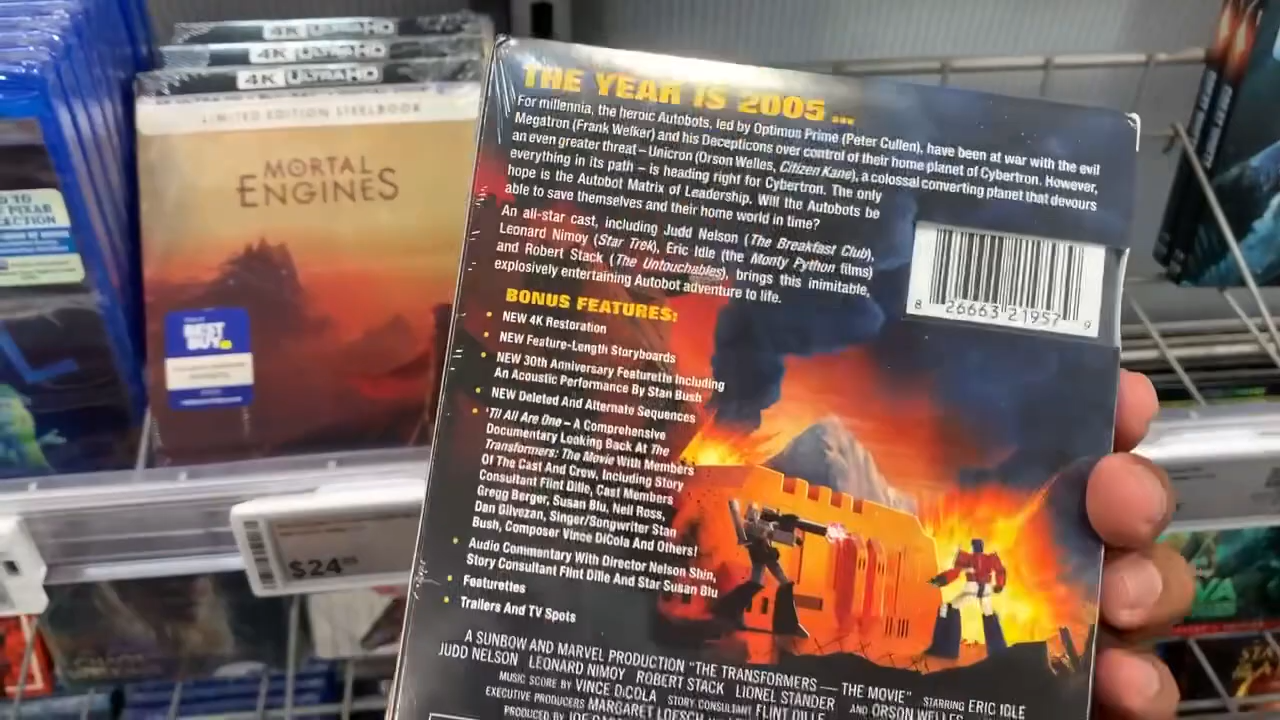 4K ULTRAHD
4K ULTRAHD
4K ULTRAHD
LIMITED EDITION STEELBOOK
MORTAL
ENGINES
BEST
BUY
$24
THE YEAR IS 2005...
For millennia, the heroic Autobots, led by Optimus Prime (Peter Cullen), have been at war with the evil
Megatron (Frank Welker) and his Decepticons over control of their home planet of Cybertron. However,
an even greater threat – Unicron (Orson Welles, Citizen Kane), a colossal converting planet that devours
everything in its path – is heading right for Cybertron. The only
hope is the Autobot Matrix of Leadership. Will the Autobots be
able to save themselves and their home world in time?
An all-star cast, including Judd Nelson (The Breakfast Club),
Leonard Nimoy (Star Trek), Eric Idle (the Monty Python films)
and Robert Stack (The Untouchables), brings this inimitable,
explosively entertaining Autobot adventure to life.
8 26663 21957 9
BONUS FEATURES:
• NEW 4K Restoration
• NEW Feature-Length Storyboards
• NEW 30th Anniversary Featurette Including
An Acoustic Performance By Stan Bush
• NEW Deleted And Alternate Sequences
• 'Til All Are One – A Comprehensive
Documentary Looking Back At The
Transformers: The Movie With Members
Of The Cast And Crew, Including Story
Consultant Flint Dille, Cast Members
Gregg Berger, Susan Blu, Neil Ross,
Dan Gilvezan, Singer/Songwriter Stan
Bush, Composer Vince DiCola And Others!
• Audio Commentary With Director Nelson Shin,
Story Consultant Flint Dille And Star Susan Blu
• Featurettes
• Trailers And TV Spots
A SUNBOW AND MARVEL PRODUCTION "THE TRANSFORMERS — THE MOVIE" STARRING ERIC IDLE
JUDD NELSON LEONARD NIMOY ROBERT STACK LIONEL STANDER AND ORSON WELLES
MUSIC SCORE BY VINCE DiCOLA STORY CONSULTANT FLINT DILLE
EXECUTIVE PRODUCERS MARGARET LOESCH
PRODUCED BY JOE